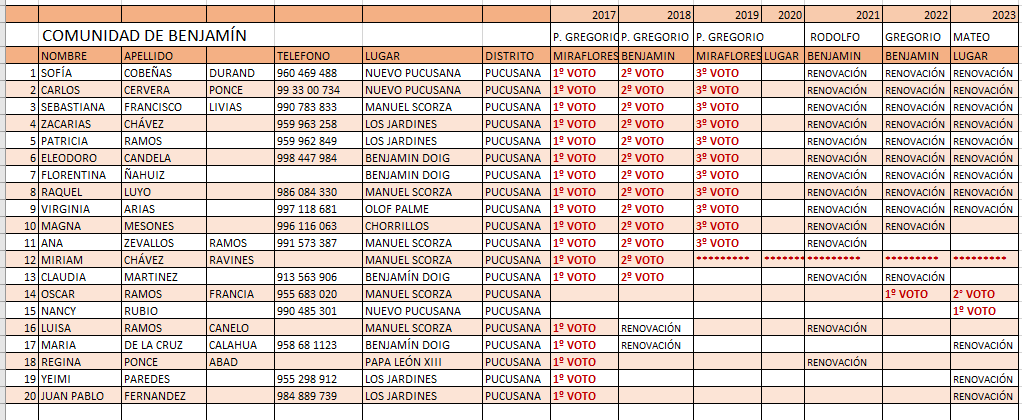 2017 2018 2019 2020 2021 2022 2023
COMUNIDAD DE BENJAMÍN P. GREGORIO P. GREGORIO P. GREGORIO RODOLFO GREGORIO MATEO
NOMBRE APELLIDO TELEFONO LUGAR DISTRITO MIRAFLORES BENJAMIN MIRAFLORES LUGAR BENJAMIN BENJAMIN LUGAR
1 SOFÍA COBEÑAS DURAND 960 469 488 NUEVO PUCUSANA PUCUSANA 1º VOTO 2º VOTO 3º VOTO RENOVACIÓN RENOVACIÓN RENOVACIÓN
2 CARLOS CERVERA PONCE 99 33 00 734 NUEVO PUCUSANA PUCUSANA 1º VOTO 2º VOTO 3º VOTO RENOVACIÓN RENOVACIÓN RENOVACIÓN
3 SEBASTIANA FRANCISCO LIVIAS 990 783 833 MANUEL SCORZA PUCUSANA 1º VOTO 2º VOTO 3º VOTO RENOVACIÓN RENOVACIÓN RENOVACIÓN
4 ZACARIAS CHÁVEZ 959 963 258 LOS JARDINES PUCUSANA 1º VOTO 2º VOTO 3º VOTO RENOVACIÓN RENOVACIÓN RENOVACIÓN
5 PATRICIA RAMOS 959 962 849 LOS JARDINES PUCUSANA 1º VOTO 2º VOTO 3º VOTO RENOVACIÓN RENOVACIÓN RENOVACIÓN
6 ELEODORO CANDELA 998 447 984 BENJAMIN DOIG PUCUSANA 1º VOTO 2º VOTO 3º VOTO RENOVACIÓN RENOVACIÓN RENOVACIÓN
7 FLORENTINA ÑAHUIZ BENJAMIN DOIG PUCUSANA 1º VOTO 2º VOTO 3º VOTO RENOVACIÓN RENOVACIÓN RENOVACIÓN
8 RAQUEL LUYO 986 084 330 MANUEL SCORZA PUCUSANA 1º VOTO 2º VOTO 3º VOTO RENOVACIÓN RENOVACIÓN RENOVACIÓN
9 VIRGINIA ARIAS 997 118 681 OLOF PALME PUCUSANA 1º VOTO 2º VOTO 3º VOTO RENOVACIÓN RENOVACIÓN RENOVACIÓN
10 MAGNA MESONES 996 116 063 CHORRILLOS PUCUSANA 1º VOTO 2º VOTO 3º VOTO RENOVACIÓN RENOVACIÓN
11 ANA ZEVALLOS RAMOS 991 573 387 MANUEL SCORZA PUCUSANA 1º VOTO 2º VOTO 3º VOTO RENOVACIÓN
12 MIRIAM CHÁVEZ RAVINES MANUEL SCORZA PUCUSANA 1º VOTO 2º VOTO ********* ******* ********* ********* *********
13 CLAUDIA MARTINEZ 913 563 906 BENJAMÍN DOIG PUCUSANA 1º VOTO 2º VOTO RENOVACIÓN RENOVACIÓN
14 OSCAR RAMOS FRANCIA 955 683 020 MANUEL SCORZA PUCUSANA 1º VOTO 2° VOTO
15 NANCY RUBIO 990 485 301 NUEVO PUCUSANA PUCUSANA 1º VOTO
16 LUISA RAMOS CANELO MANUEL SCORZA PUCUSANA 1º VOTO RENOVACIÓN RENOVACIÓN
17 MARIA DE LA CRUZ CALAHUA 958 68 1123 BENJAMÍN DOIG PUCUSANA 1º VOTO RENOVACIÓN RENOVACIÓN
18 REGINA PONCE ABAD PAPA LEÓN XIII PUCUSANA 1º VOTO RENOVACIÓN
19 YEIMI PAREDES 955 298 912 LOS JARDINES PUCUSANA 1º VOTO RENOVACIÓN
20 JUAN PABLO FERNANDEZ 984 889 739 LOS JARDINES PUCUSANA 1º VOTO RENOVACIÓN